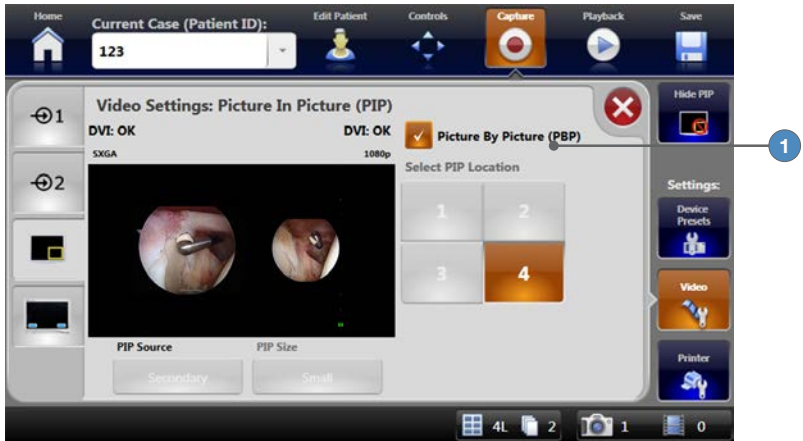 Home
Current Case (Patient ID):
123
Edit Patient
Controls
Capture
Playback
Save
1
2
Video Settings: Picture In Picture (PIP)
DVI: OK
DVI: OK
SXGA
1080p
Picture By Picture (PBP)
Select PIP Location
1
2
3
4
PIP Source
PIP Size
Secondary
Small
Hide PIP
Settings:
Device
Presets
Video
Printer
1
4L
2
1
0